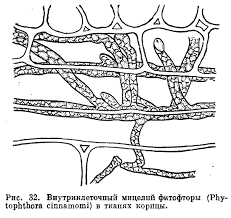 Рис. 32. Внутриклеточный мицелий фитофторы (Phy-
tophthora cinnamomi) в тканях корицы.